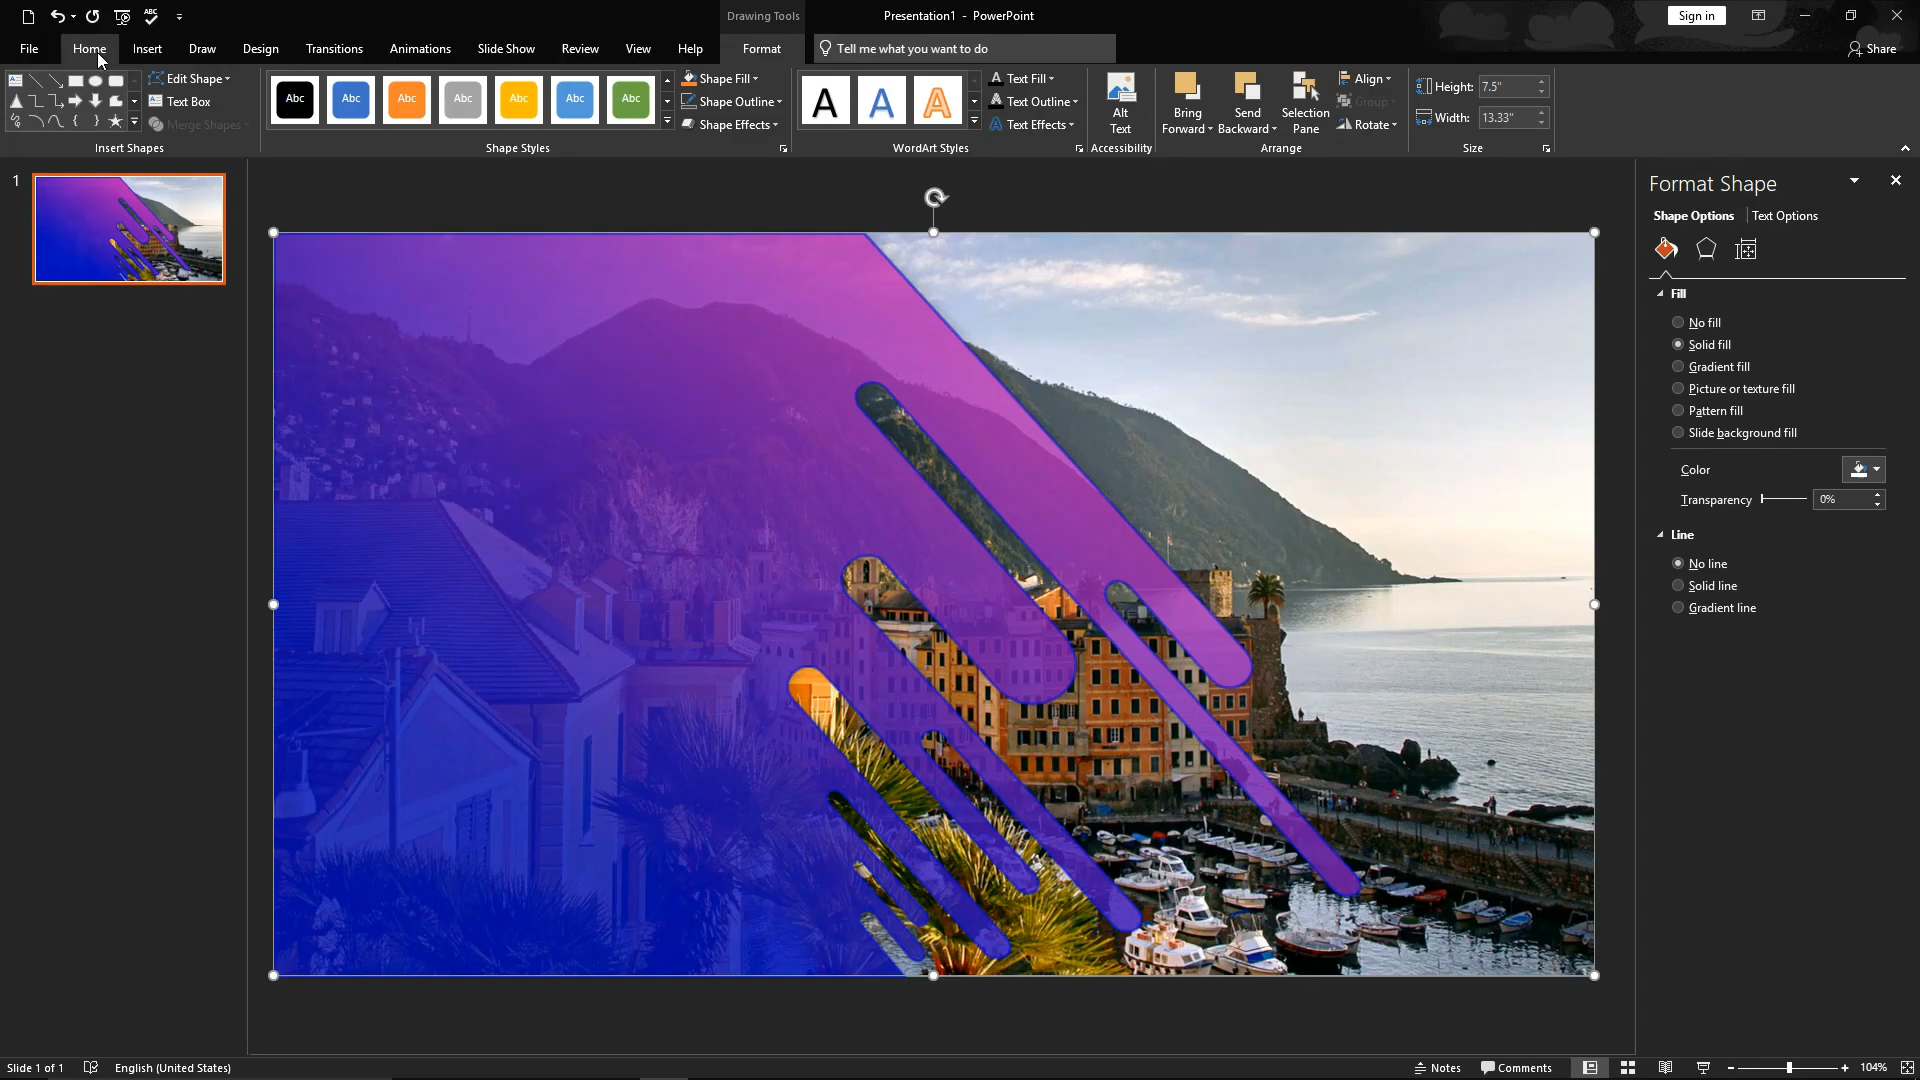 Drawing Tools
Presentation1 - PowerPoint
Sign in
File
Home
Insert
Draw
Design
Transitions
Animations
Slide Show
Review
View
Help
Format
Tell me what you want to do
Share
Edit Shape
Text Box
Merge Shapes
Insert Shapes
Abc
Abc
Abc
Abc
Abc
Abc
Abc
Shape Fill
Shape Outline
Shape Effects
Shape Styles
A
A
A
Text Fill
Text Outline
Text Effects
WordArt Styles
Alt
Text
Accessibility
Bring
Forward
Send
Backward
Selection
Pane
Align
Group
Rotate
Arrange
Height: 7.5"
Width: 13.33"
Size
1
Format Shape
Shape Options
Text Options
Fill
No fill
Solid fill
Gradient fill
Picture or texture fill
Pattern fill
Slide background fill
Color
Transparency 0%
Line
No line
Solid line
Gradient line
Slide 1 of 1
English (United States)
Notes
Comments
104%